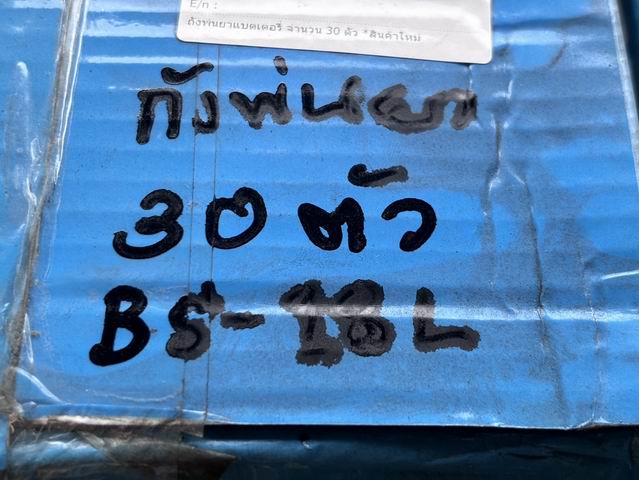 E/n :
ถังพ่นยาแบตเตอรี่ จำนวน 30 ตัว *สินค้าใหม่
ถังพ่นยา
30 ตัว
BS-18L